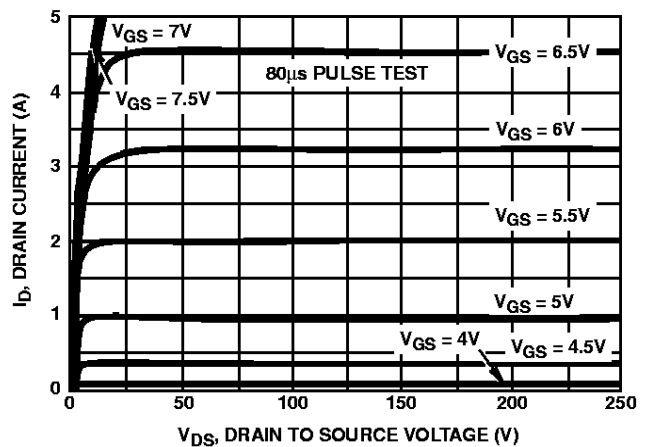 5
4
3
2
1
0
I_D, DRAIN CURRENT (A)
V_GS = 7V
V_GS = 6.5V
80μs PULSE TEST
V_GS = 7.5V
V_GS = 6V
V_GS = 5.5V
V_GS = 5V
V_GS = 4V
V_GS = 4.5V
0 50 100 150 200 250
V_DS, DRAIN TO SOURCE VOLTAGE (V)